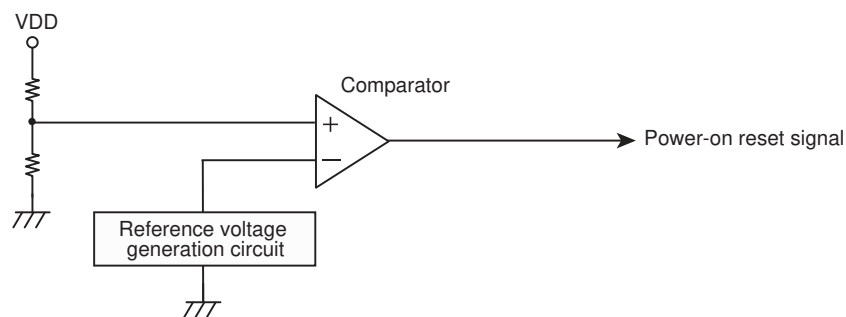 VDD
Comparator
+
−
Power-on reset signal
Reference voltage
generation circuit